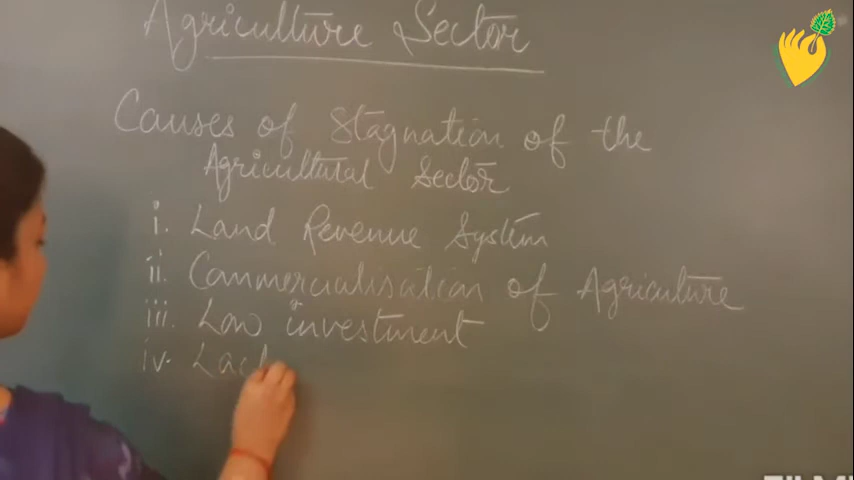 Agriculture Sector
Causes of Stagnation of the
Agricultural Sector
i. Land Revenue System
ii. Commercialisation of Agriculture
iii. Low investment
iv. Lack